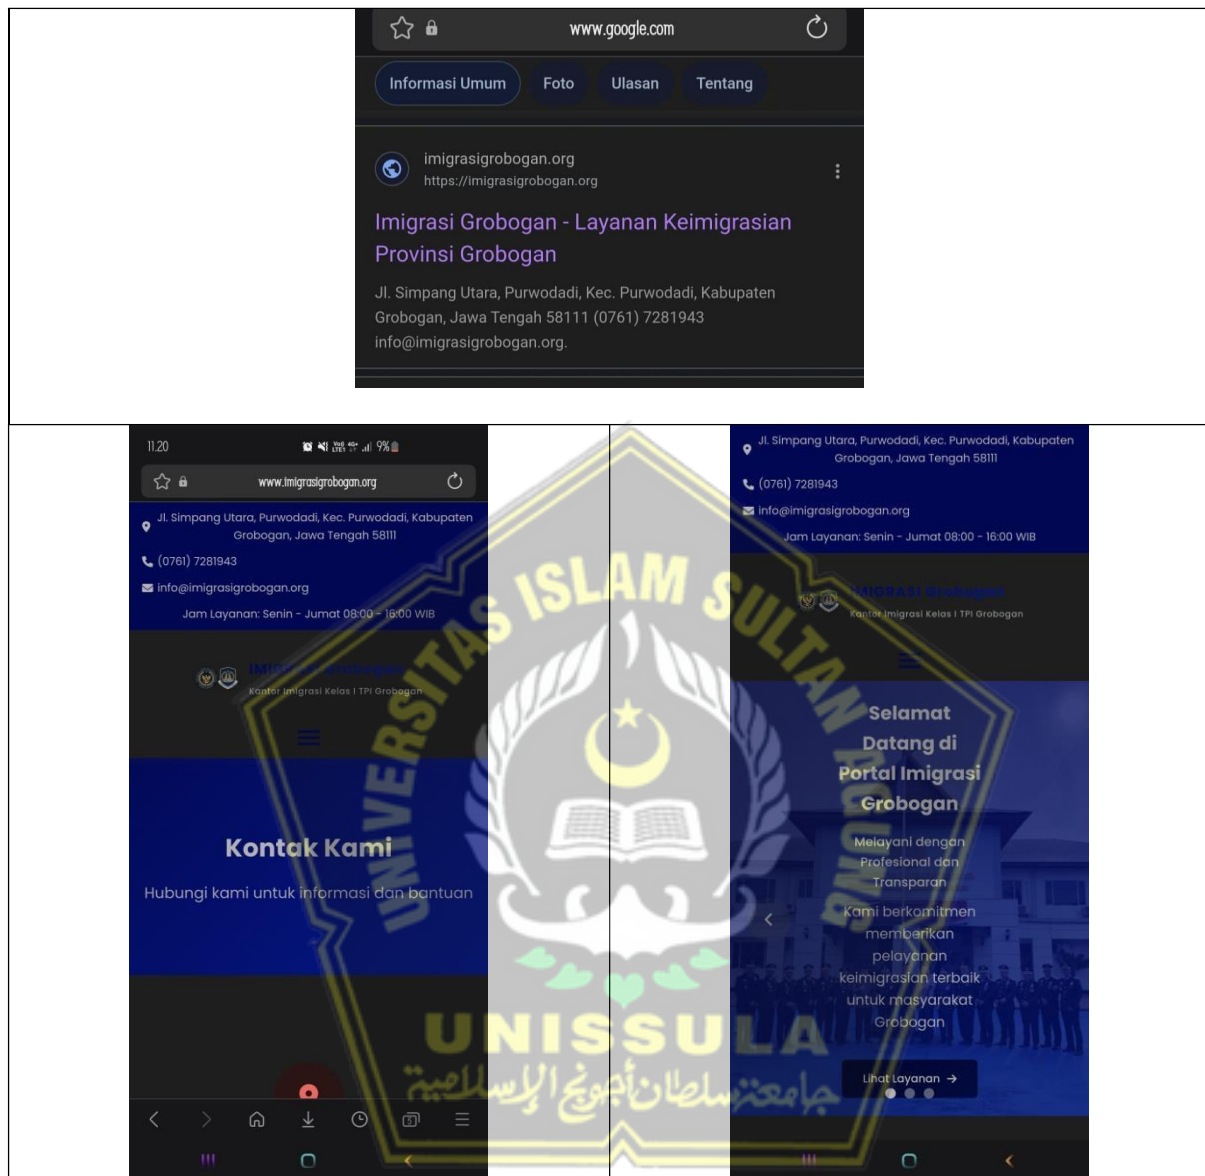 www.google.com
Informasi Umum Foto Ulasan Tentang
imigrasigrobogan.org
https://imigrasigrobogan.org
Imigrasi Grobogan - Layanan Keimigrasian
Provinsi Grobogan
Jl. Simpang Utara, Purwodadi, Kec. Purwodadi, Kabupaten
Grobogan, Jawa Tengah 58111 (0761) 7281943
info@imigrasigrobogan.org.
11.20 9%
www.imigrasigrobogan.org
Jl. Simpang Utara, Purwodadi, Kec. Purwodadi, Kabupaten
Grobogan, Jawa Tengah 58111
(0761) 7281943
info@imigrasigrobogan.org
Jam Layanan: Senin - Jumat 08:00 - 16:00 WIB
IMIGRASI Grobogan
Kantor Imigrasi Kelas I TPI Grobogan
Kontak Kami
Hubungi kami untuk informasi dan bantuan
5
Jl. Simpang Utara, Purwodadi, Kec. Purwodadi, Kabupaten
Grobogan, Jawa Tengah 58111
(0761) 7281943
info@imigrasigrobogan.org
Jam Layanan: Senin - Jumat 08:00 - 16:00 WIB
IMIGRASI Grobogan
Kantor Imigrasi Kelas I TPI Grobogan
Selamat
Datang di
Portal Imigrasi
Grobogan
Melayani dengan
Profesional dan
Transparan
Kami berkomitmen
memberikan
pelayanan
keimigrasian terbaik
untuk masyarakat
Grobogan
Lihat Layanan →
UNIVERSITAS ISLAM SULTAN AGUNG
UNISSULA
جامعة سلطان أجونج الإسلامية